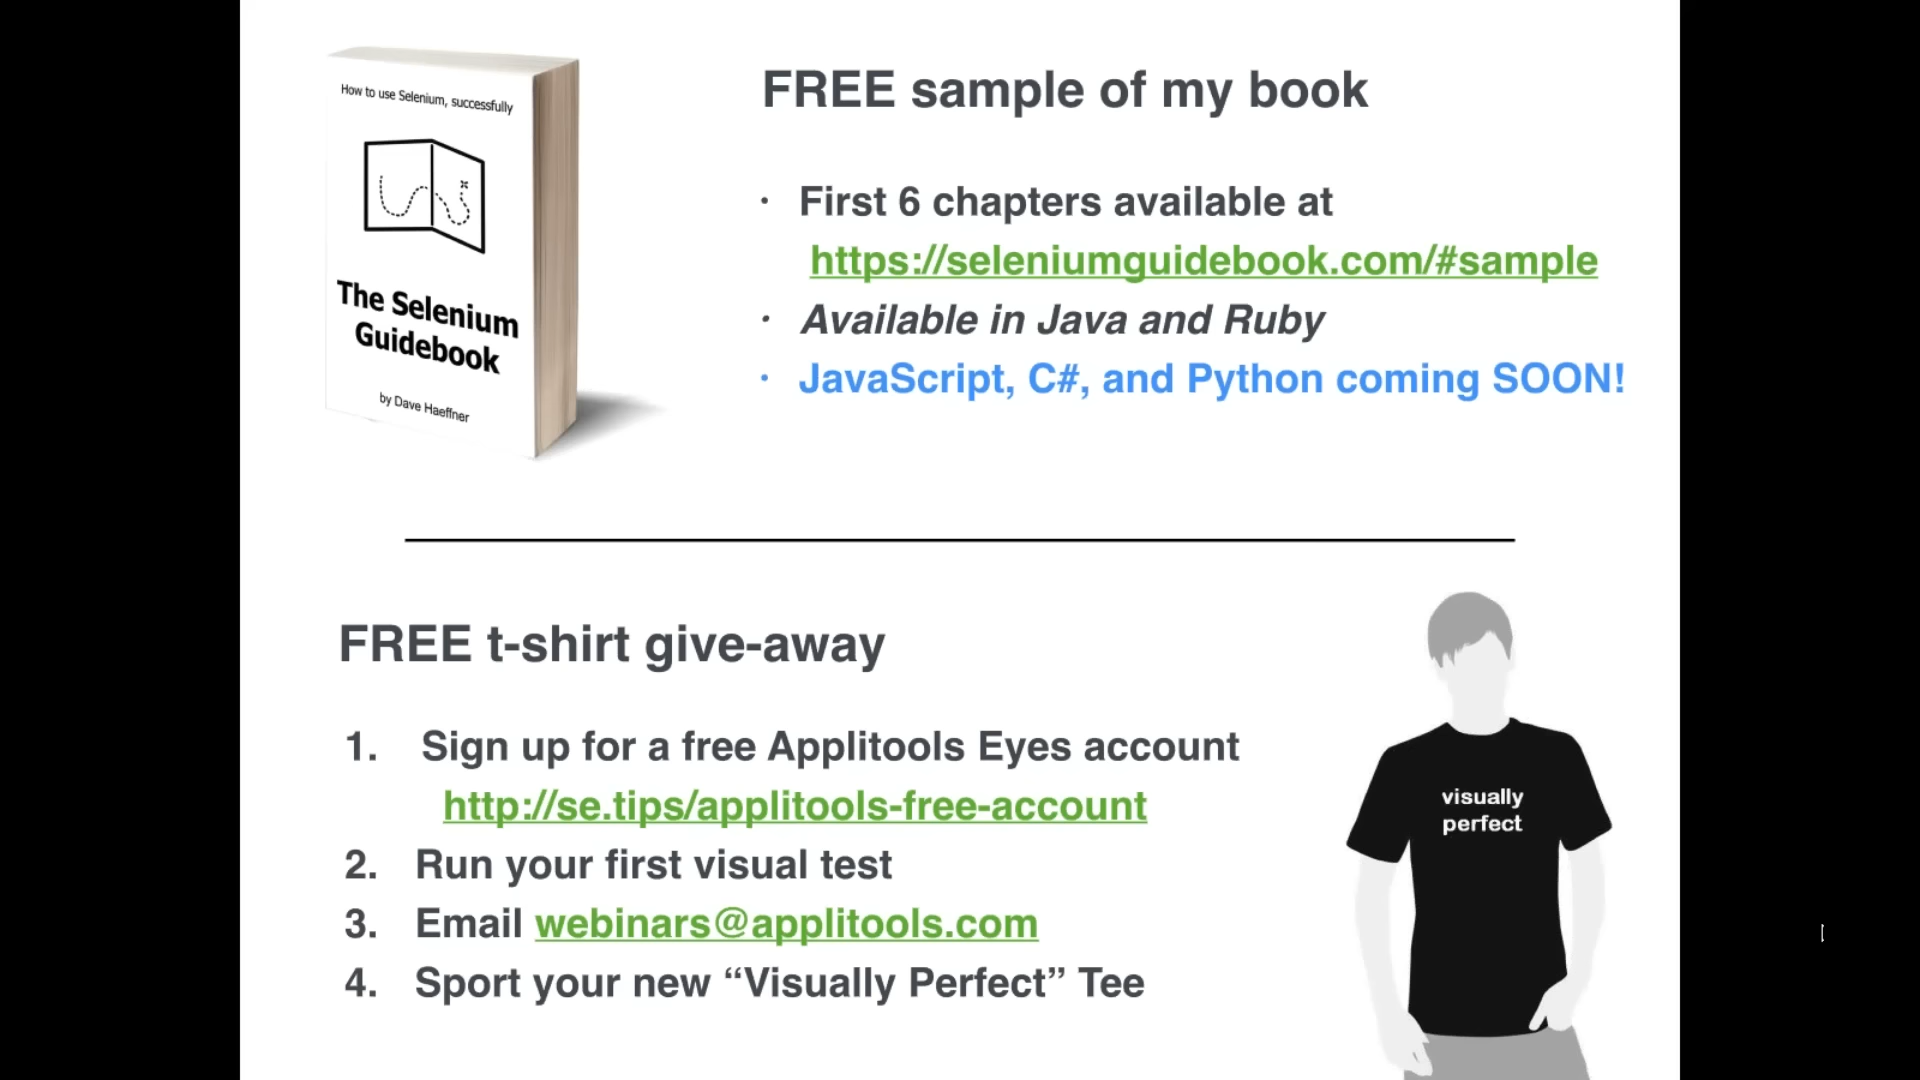 How to use Selenium, successfully
The Selenium
Guidebook
by Dave Haeffner
FREE sample of my book
· First 6 chapters available at
https://seleniumguidebook.com/#sample
· Available in Java and Ruby
· JavaScript, C#, and Python coming SOON!
FREE t-shirt give-away
1. Sign up for a free Applitools Eyes account
http://se.tips/applitools-free-account
2. Run your first visual test
3. Email webinars@applitools.com
4. Sport your new “Visually Perfect” Tee
visually
perfect